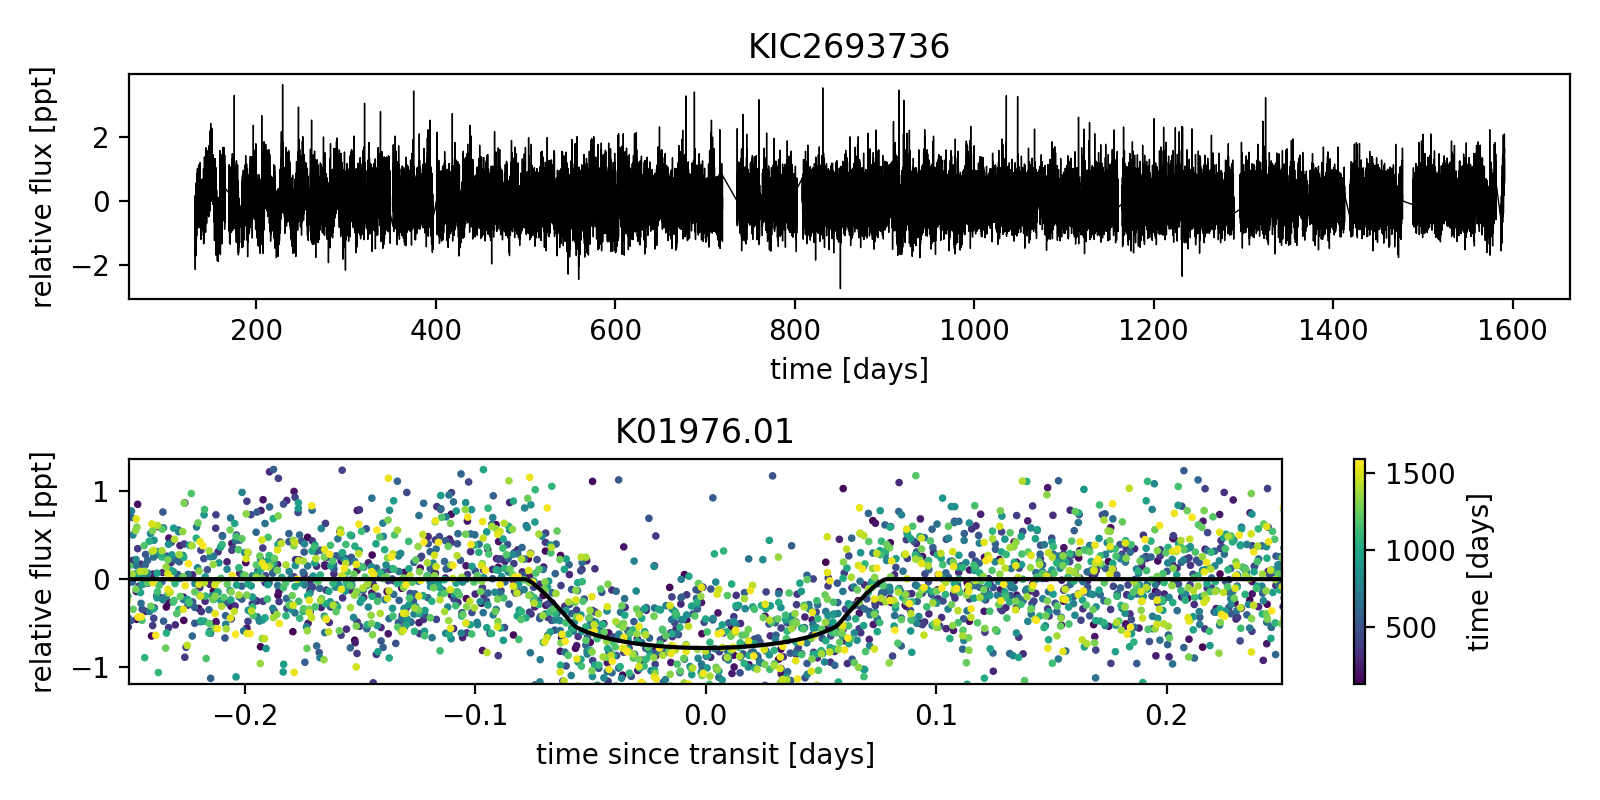 KIC2693736
relative flux [ppt]
2
0
−2
200 400 600 800 1000 1200 1400 1600
time [days]
K01976.01
relative flux [ppt]
1
0
−1
−0.2 −0.1 0.0 0.1 0.2
time since transit [days]
1500
1000
500
time [days]